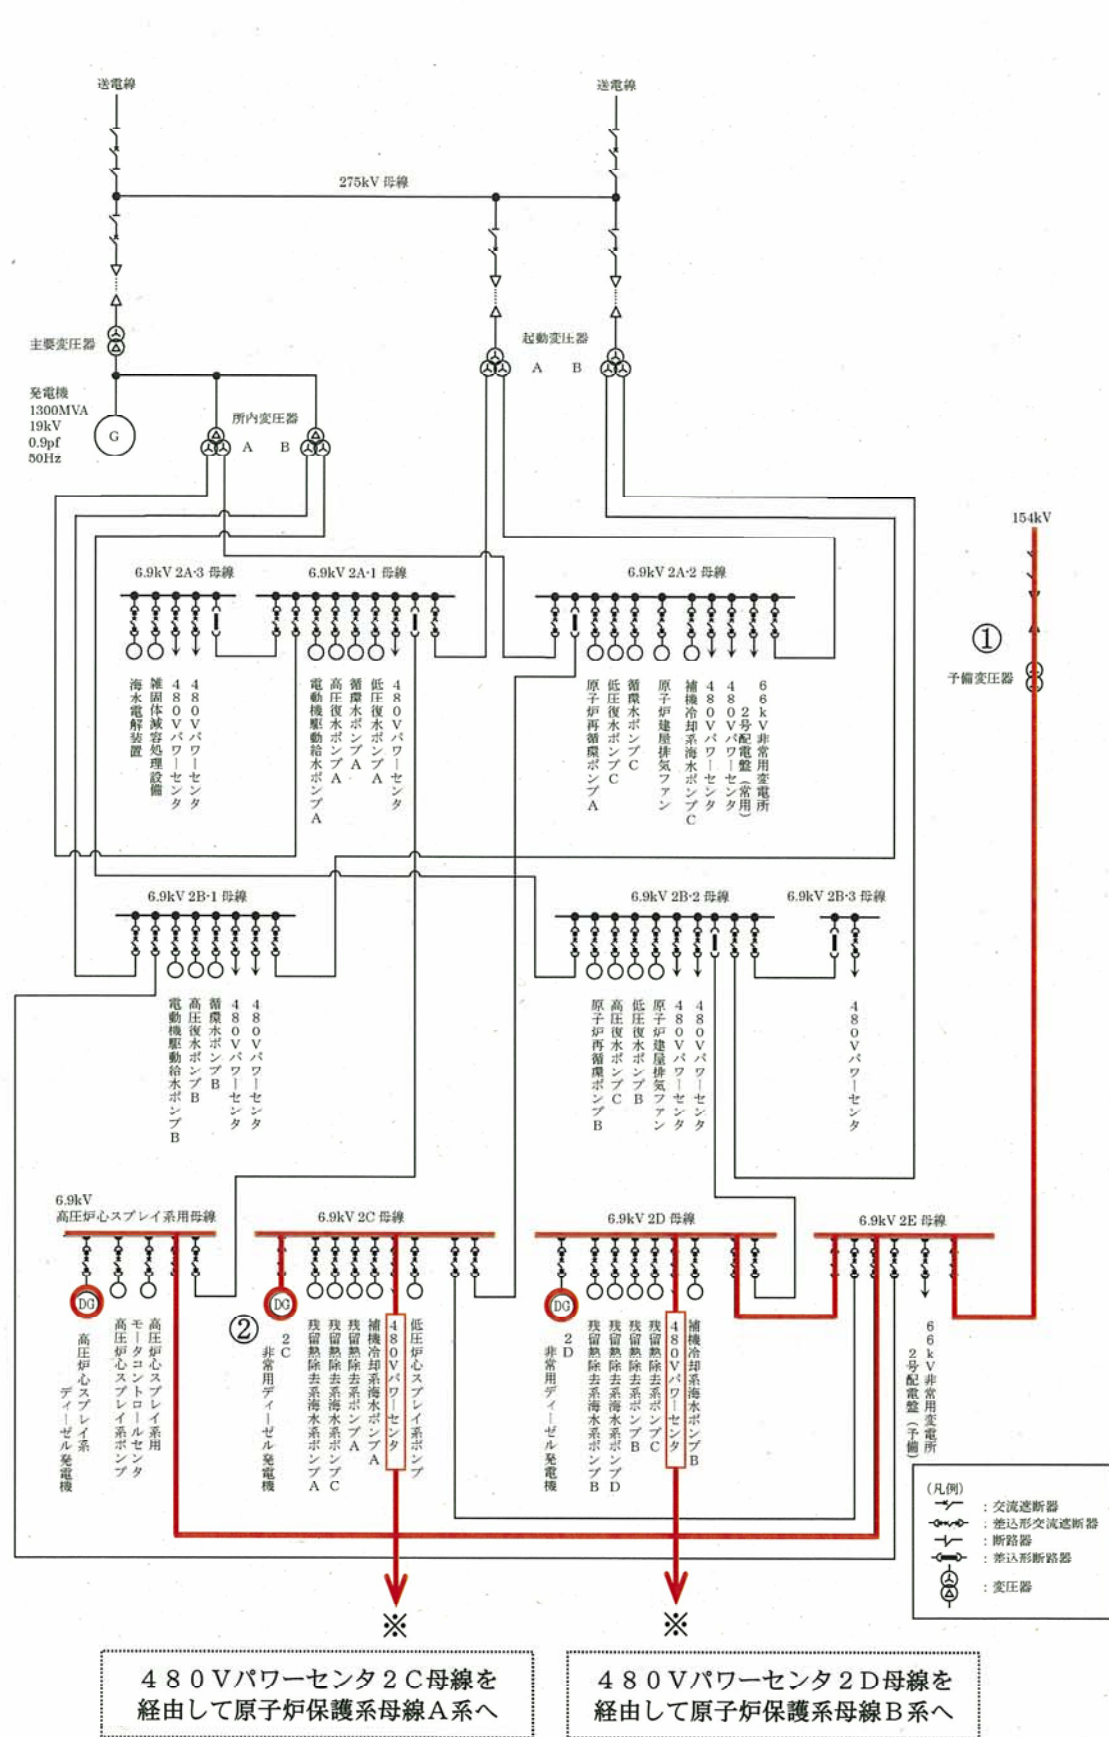 送電線
送電線
275kV 母線
主要変圧器
起動変圧器
A
B
発電機
1300MVA
19kV
0.9pf
50Hz
G
所内変圧器
A
B
154kV
①
予備変圧器
6.9kV 2A-3 母線
6.9kV 2A-1 母線
6.9kV 2A-2 母線
海水電解装置
雑固体減容処理設備
480Vパワーセンタ
480Vパワーセンタ
電動機駆動給水ポンプA
高圧復水ポンプA
循環水ポンプA
低圧復水ポンプA
480Vパワーセンタ
原子炉再循環ポンプA
低圧復水ポンプC
循環水ポンプC
原子炉建屋排気ファン
補機冷却系海水ポンプC
480Vパワーセンタ
480Vパワーセンタ
66kV非常用変電所
2号配電盤(常用)
6.9kV 2B-1 母線
6.9kV 2B-2 母線
6.9kV 2B-3 母線
電動機駆動給水ポンプB
高圧復水ポンプB
循環水ポンプB
480Vパワーセンタ
480Vパワーセンタ
原子炉再循環ポンプB
高圧復水ポンプC
低圧復水ポンプB
原子炉建屋排気ファン
480Vパワーセンタ
480Vパワーセンタ
480Vパワーセンタ
6.9kV
高圧炉心スプレイ系用母線
6.9kV 2C 母線
6.9kV 2D 母線
6.9kV 2E 母線
DG
DG
DG
②
高圧炉心スプレイ系
ディーゼル発電機
高圧炉心スプレイ系ポンプ
高圧炉心スプレイ系用
モータコントロールセンタ
2C
非常用ディーゼル発電機
残留熱除去系海水系ポンプA
残留熱除去系海水系ポンプC
残留熱除去系ポンプA
補機冷却系海水ポンプA
480Vパワーセンタ
低圧炉心スプレイ系ポンプ
2D
非常用ディーゼル発電機
残留熱除去系海水系ポンプB
残留熱除去系海水系ポンプD
残留熱除去系ポンプB
残留熱除去系ポンプC
480Vパワーセンタ
補機冷却系海水ポンプB
66kV非常用変電所
2号配電盤(予備)
(凡例)
:交流遮断器
:差込形交流遮断器
:断路器
:差込形断路器
:変圧器
※
※
480Vパワーセンタ2C母線を
経由して原子炉保護系母線A系へ
480Vパワーセンタ2D母線を
経由して原子炉保護系母線B系へ